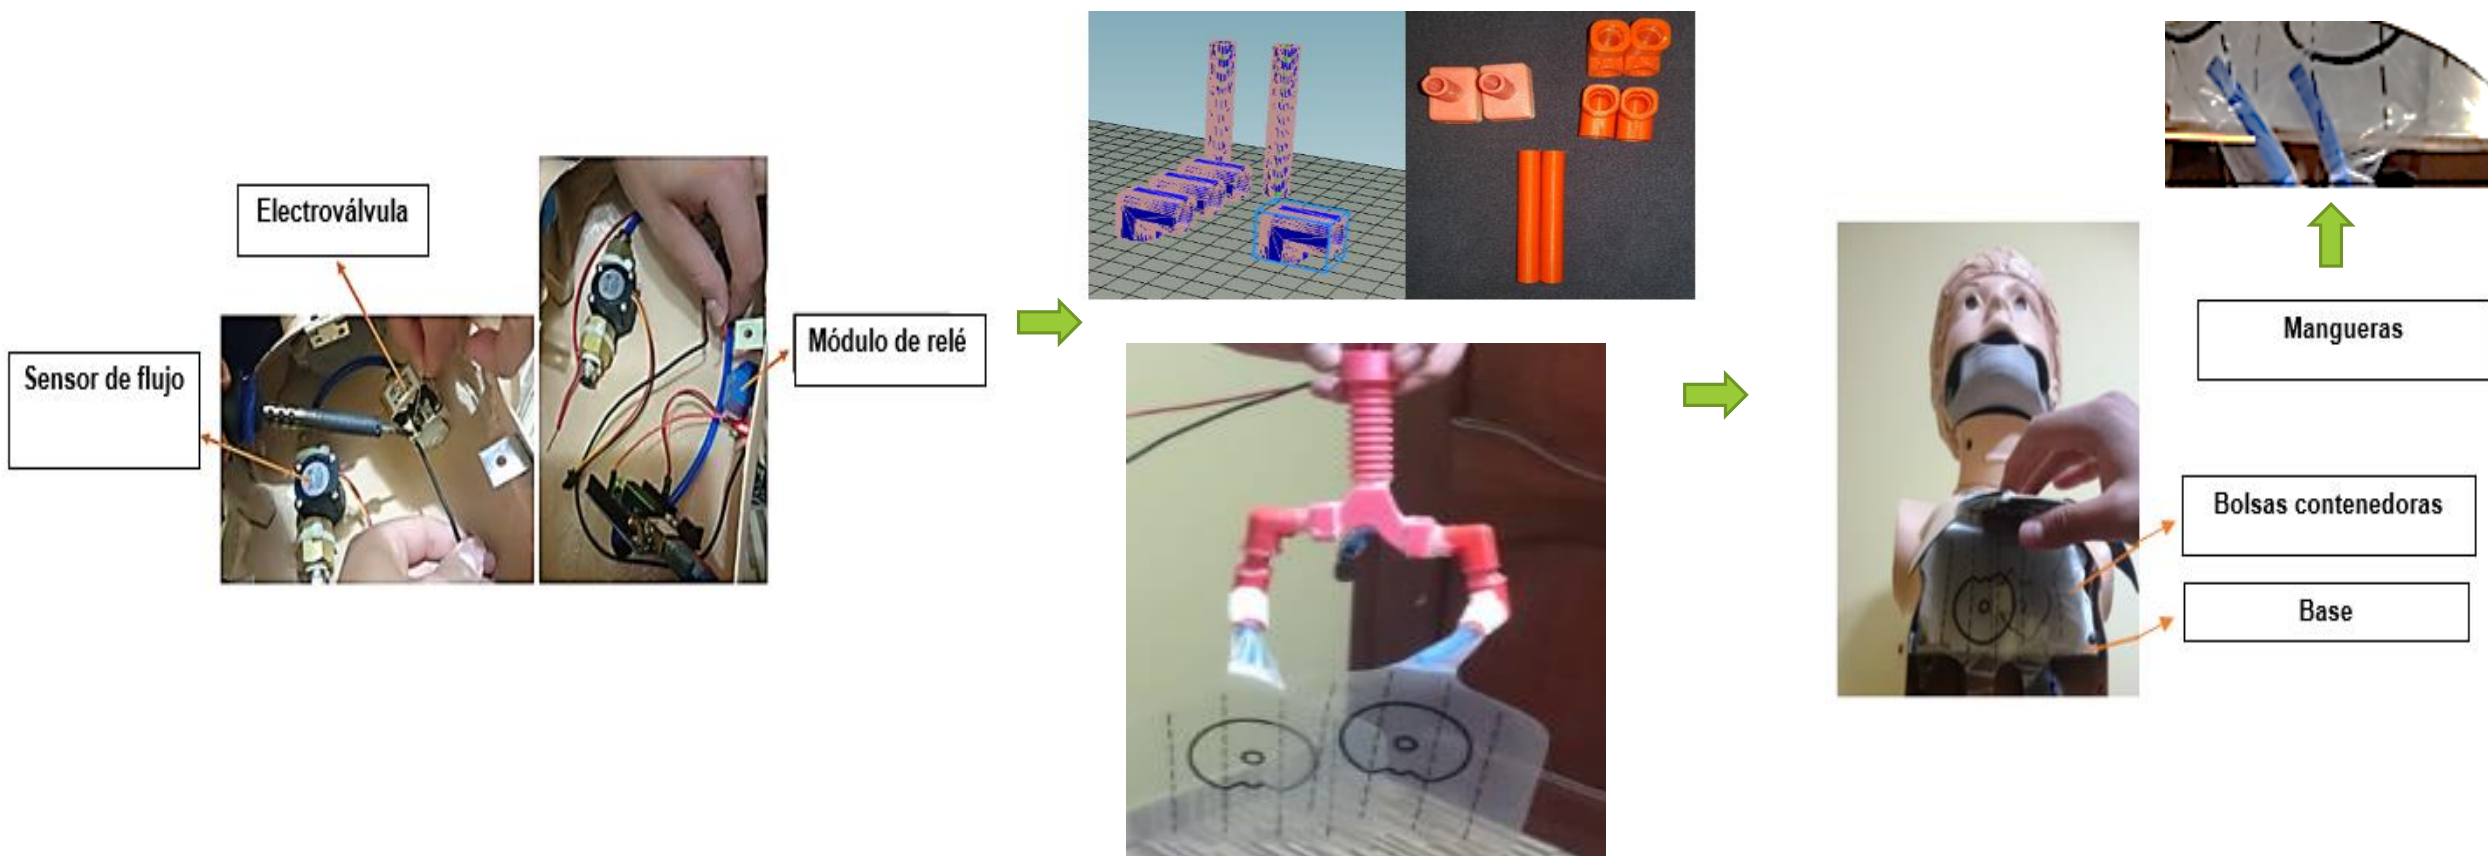 Electroválvula
Sensor de flujo
Módulo de relé
Mangueras
Bolsas contenedoras
Base